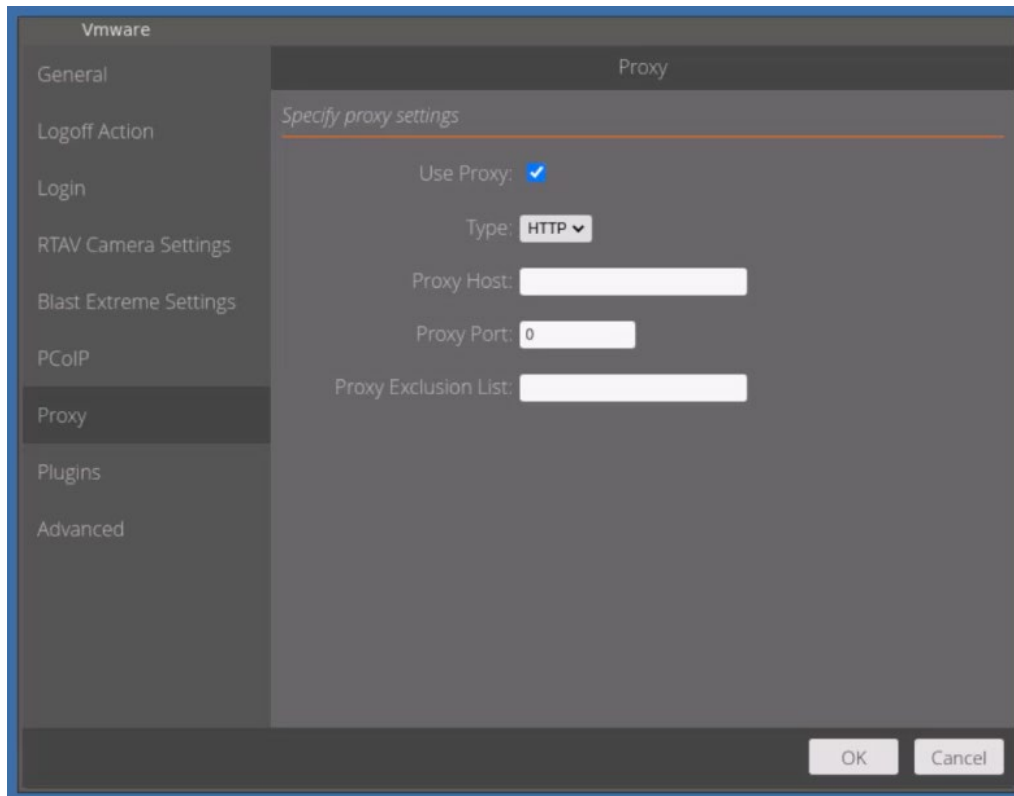 Vmware
General
Logoff Action
Login
RTAV Camera Settings
Blast Extreme Settings
PCoIP
Proxy
Plugins
Advanced
Proxy
Specify proxy settings
Use Proxy:
Type: HTTP
Proxy Host:
Proxy Port: 0
Proxy Exclusion List:
OK Cancel